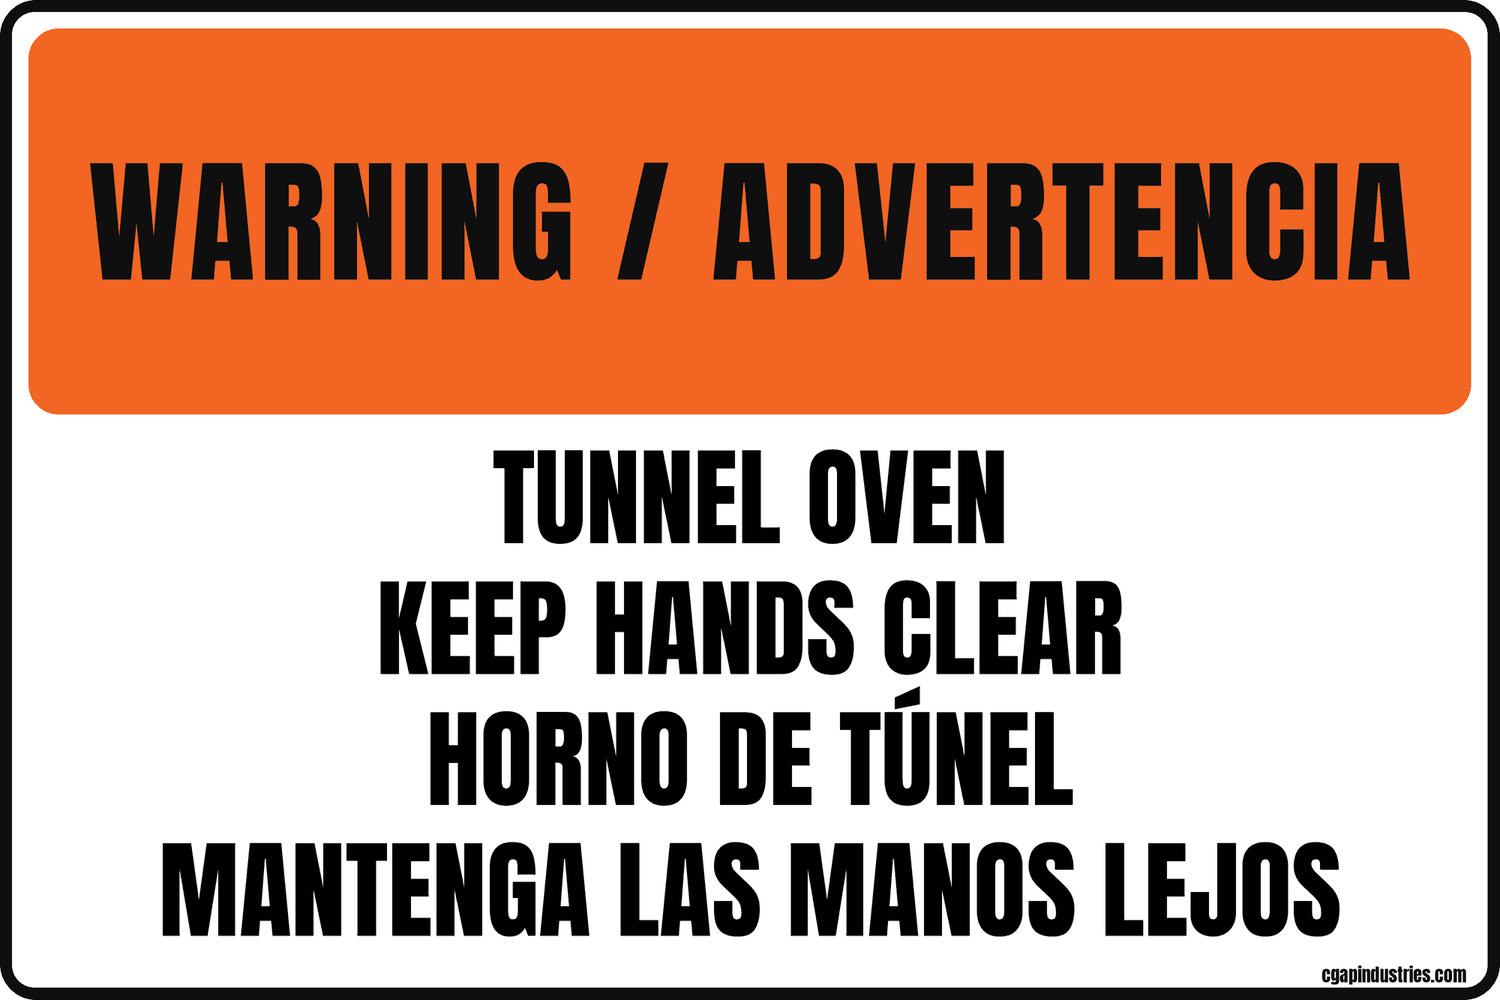 WARNING / ADVERTENCIA
TUNNEL OVEN
KEEP HANDS CLEAR
HORNO DE TÚNEL
MANTENGA LAS MANOS LEJOS
cgapindustries.com